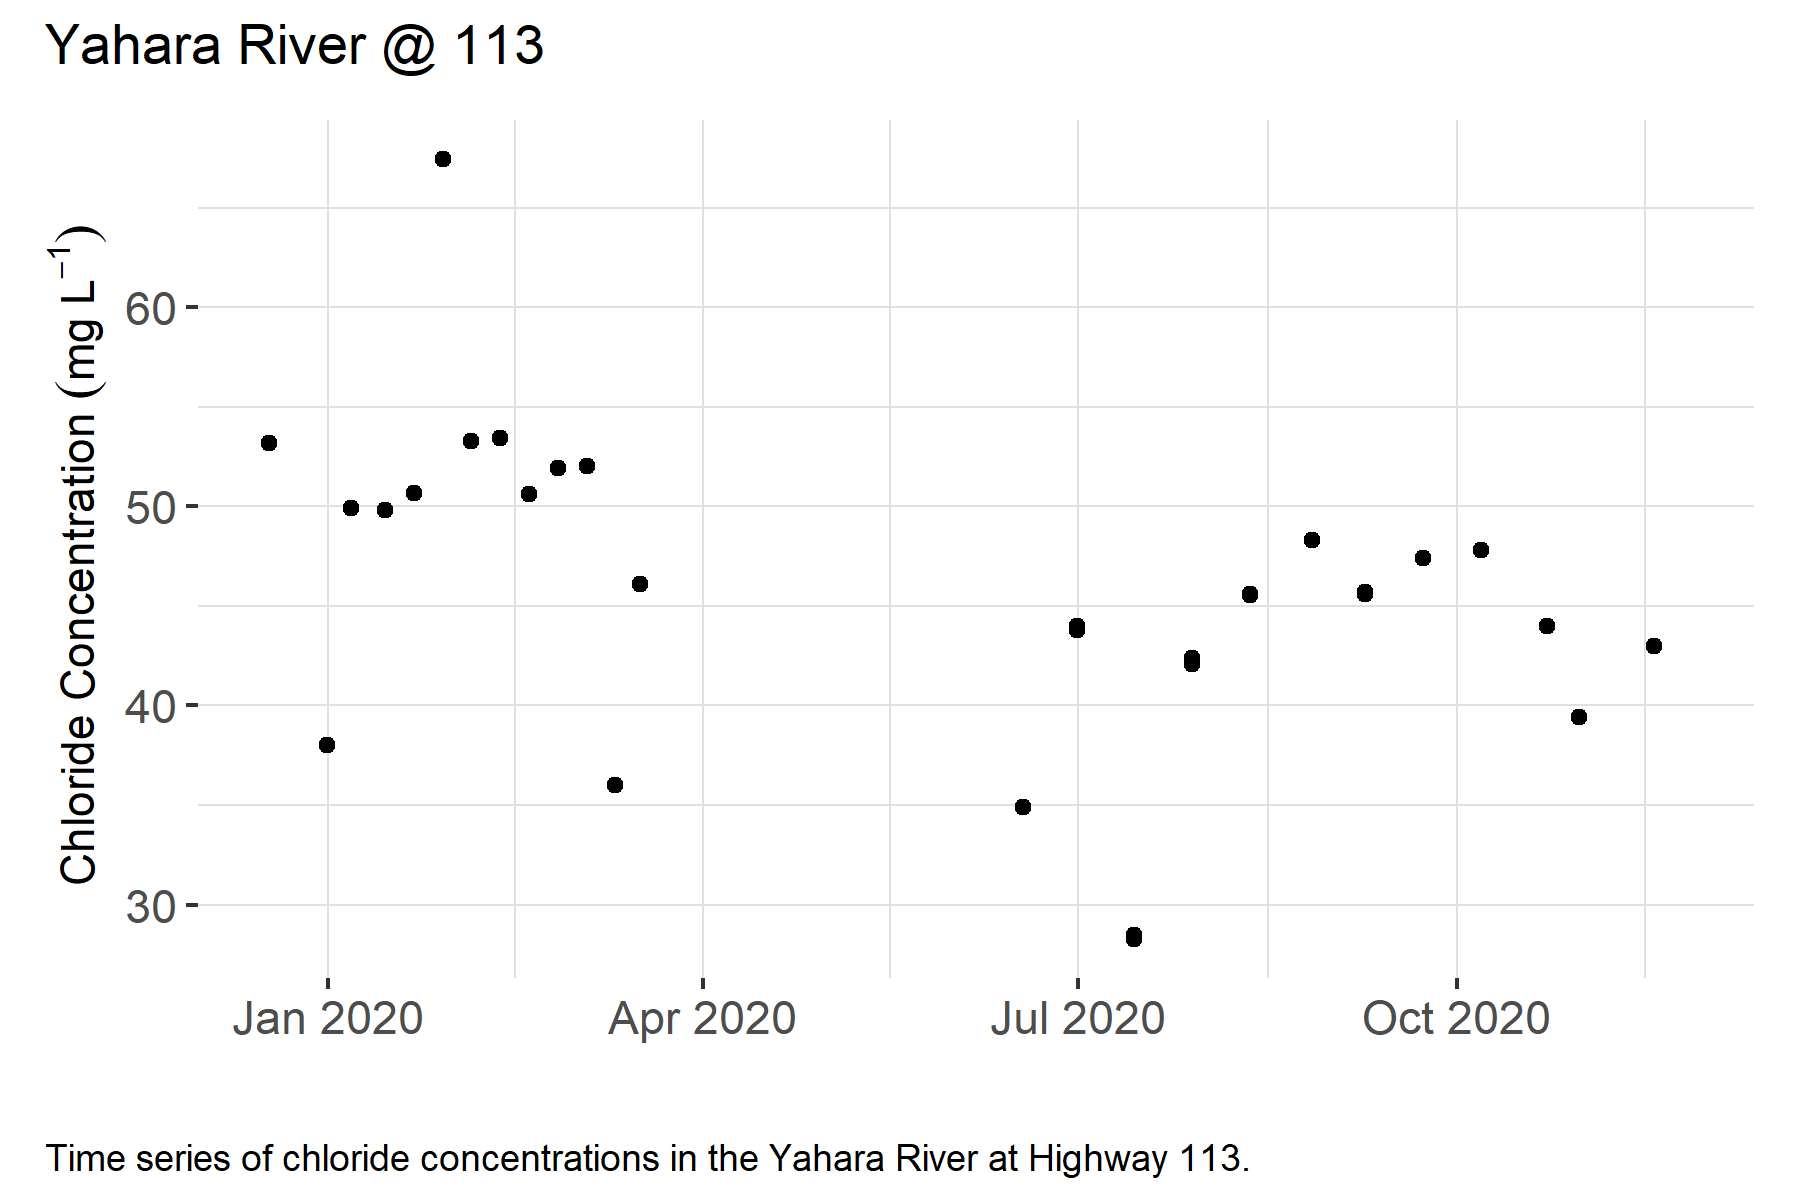 Yahara River @ 113
Chloride Concentration (mg L⁻¹)
60
50
40
30
Jan 2020
Apr 2020
Jul 2020
Oct 2020
Time series of chloride concentrations in the Yahara River at Highway 113.